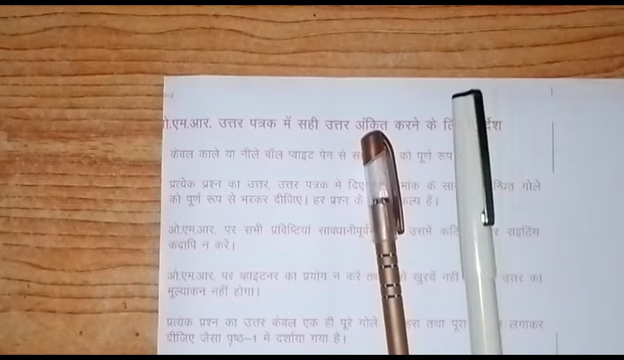 ओ.एम.आर. उत्तर पत्रक में सही उत्तर अंकित करने के
केवल काले या नीले बॉल प्वाइट पेन से को पूर्ण रूप
प्रत्येक प्रश्न का उत्तर, उत्तर पत्रक में दिए के गोले
को पूर्ण रूप से भरकर दीजिए। हर प्रश्न के है।
ओ.एम.आर. पर सभी प्रविष्टियां सावधानीपूर्वक उसमें राइटिंग
कदापि न करें।
ओ.एम.आर. पर व्हाइटनर का प्रयोग न करें खुरचें नहीं उत्तर का
मूल्यांकन नहीं होगा।
प्रत्येक प्रश्न का उत्तर केवल एक ही पूरे गोले तथा पूरा लगाकर
दीजिए जैसा पृष्ठ-1 में दर्शाया गया है।